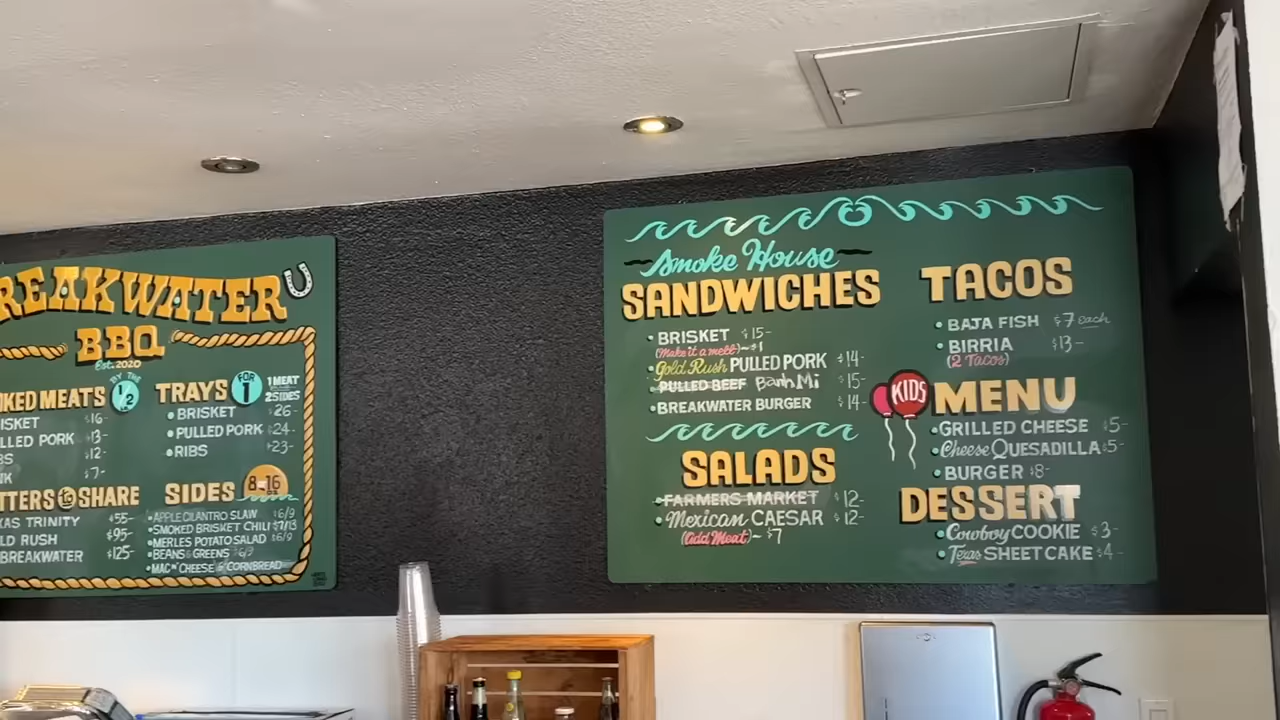 REAKWATER
BBQ
Est. 2020
KED MEATS BY THE 1/2
ISKET $16-
LLED PORK $13-
BS $12-
NK $7-
TTERS to SHARE
AS TRINITY $55-
LD RUSH $95-
BREAKWATER $125-
TRAYS FOR 1 1 MEAT 2 SIDES
BRISKET $26-
PULLED PORK $24-
RIBS $23-
SIDES 8oz 16
APPLE CILANTRO SLAW $6/9
SMOKED BRISKET CHILI $7/13
MERLES POTATO SALAD $6/9
BEANS & GREENS $6/9
MAC N' CHEESE & CORNBREAD
Smoke House
SANDWICHES
BRISKET $15-
(Make it a melt) ~ $1
Gold Rush PULLED PORK $14-
PULLED BEEF Banh Mi $15-
BREAKWATER BURGER $14-
SALADS
FARMERS MARKET $12-
Mexican CAESAR $12-
(add Meat) ~ $7
TACOS
BAJA FISH $7 each
BIRRIA $13-
(2 Tacos)
KIDS MENU
GRILLED CHEESE $5-
Cheese QUESADILLA $5-
BURGER $8-
DESSERT
Cowboy COOKIE $3-
Texas SHEET CAKE $4-